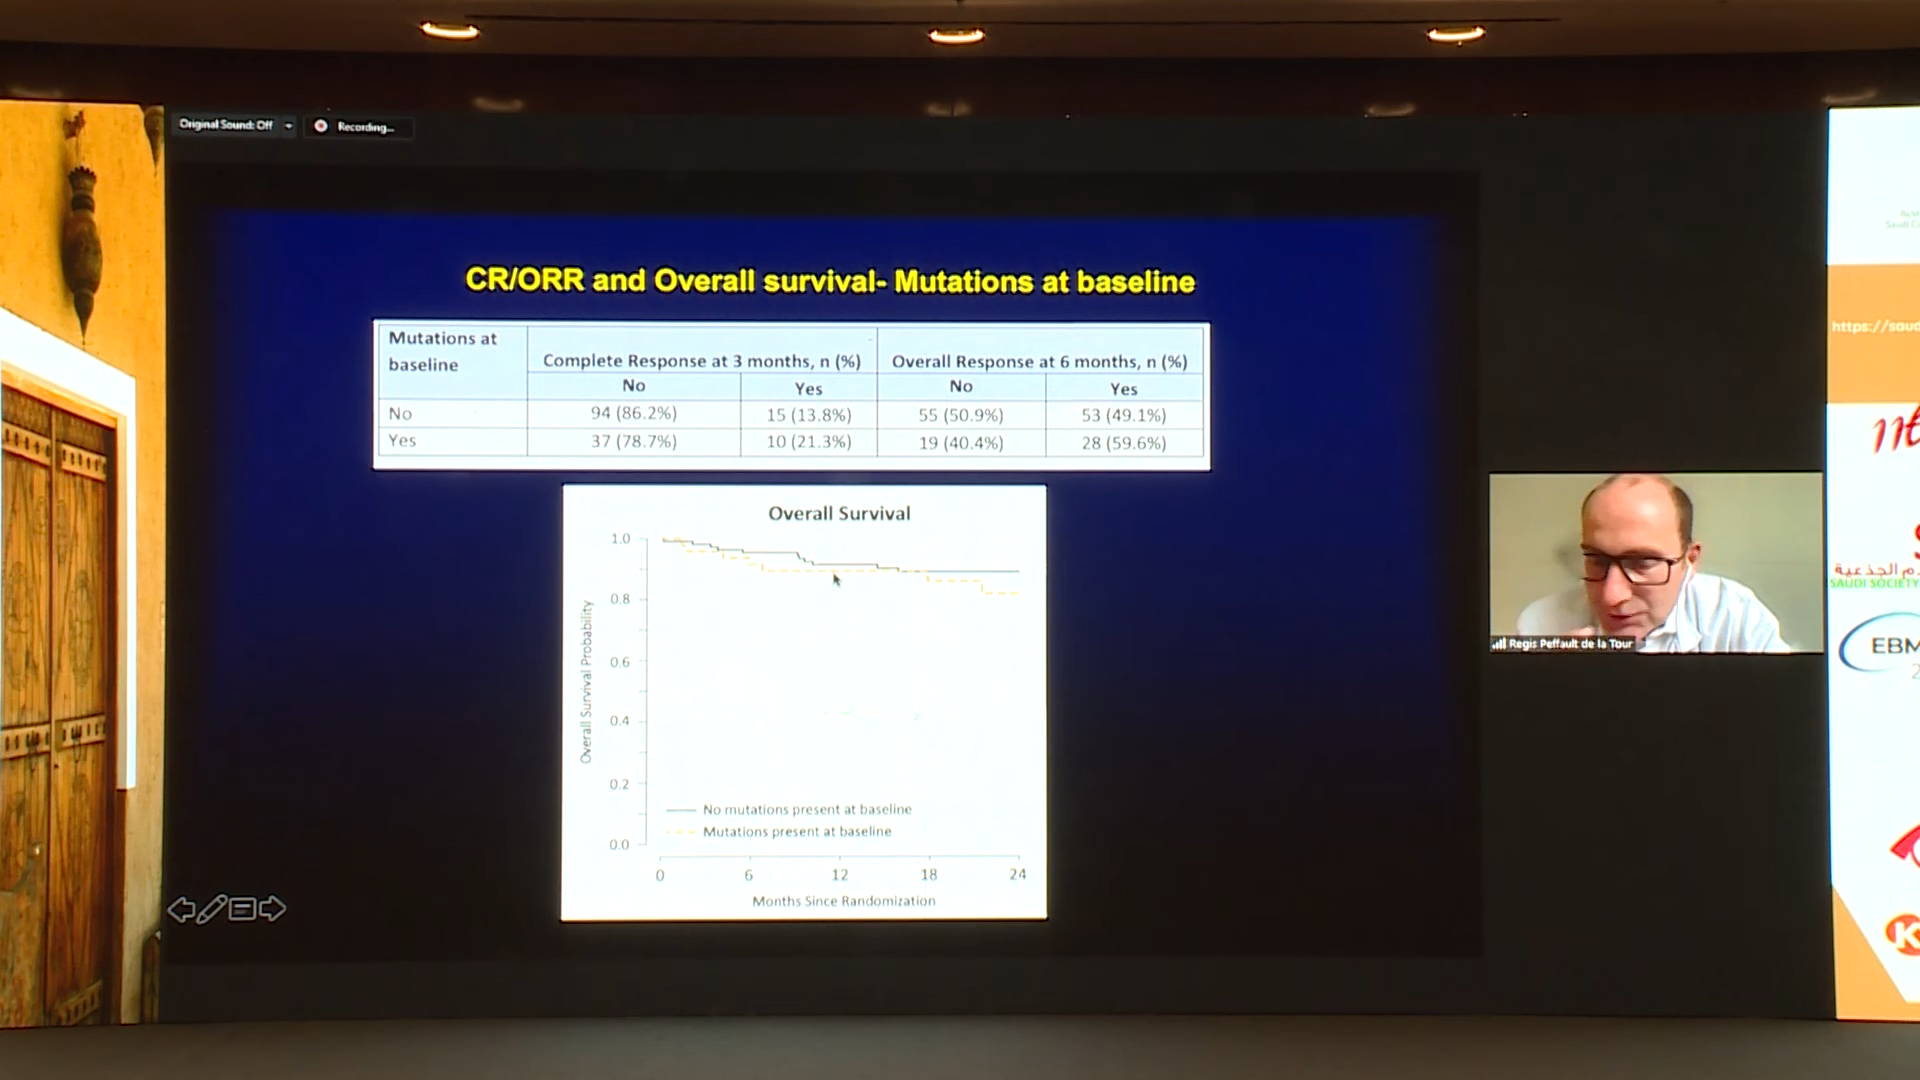 Original Sound: Off
Recording...
CR/ORR and Overall survival- Mutations at baseline
Mutations at baseline
Complete Response at 3 months, n (%)
Overall Response at 6 months, n (%)
No
Yes
No
Yes
No
94 (86.2%)
15 (13.8%)
55 (50.9%)
53 (49.1%)
Yes
37 (78.7%)
10 (21.3%)
19 (40.4%)
28 (59.6%)
Overall Survival
1.0
0.8
0.6
0.4
0.2
0.0
Overall Survival Probability
No mutations present at baseline
Mutations present at baseline
0
6
12
18
24
Months Since Randomization
Regis Peffault de la Tour
https://saud
SAUDI SOCIETY
EBM